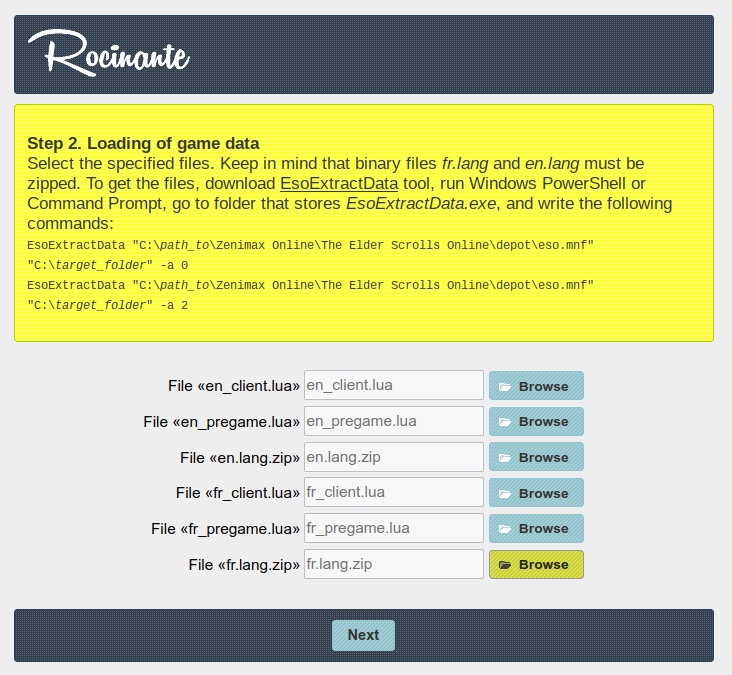 Rocinante
Step 2. Loading of game data
Select the specified files. Keep in mind that binary files fr.lang and en.lang must be
zipped. To get the files, download EsoExtractData tool, run Windows PowerShell or
Command Prompt, go to folder that stores EsoExtractData.exe, and write the following
commands:
EsoExtractData "C:\path_to\Zenimax Online\The Elder Scrolls Online\depot\eso.mnf"
"C:\target_folder" -a 0
EsoExtractData "C:\path_to\Zenimax Online\The Elder Scrolls Online\depot\eso.mnf"
"C:\target_folder" -a 2
File «en_client.lua» en_client.lua Browse
File «en_pregame.lua» en_pregame.lua Browse
File «en.lang.zip» en.lang.zip Browse
File «fr_client.lua» fr_client.lua Browse
File «fr_pregame.lua» fr_pregame.lua Browse
File «fr.lang.zip» fr.lang.zip Browse
Next